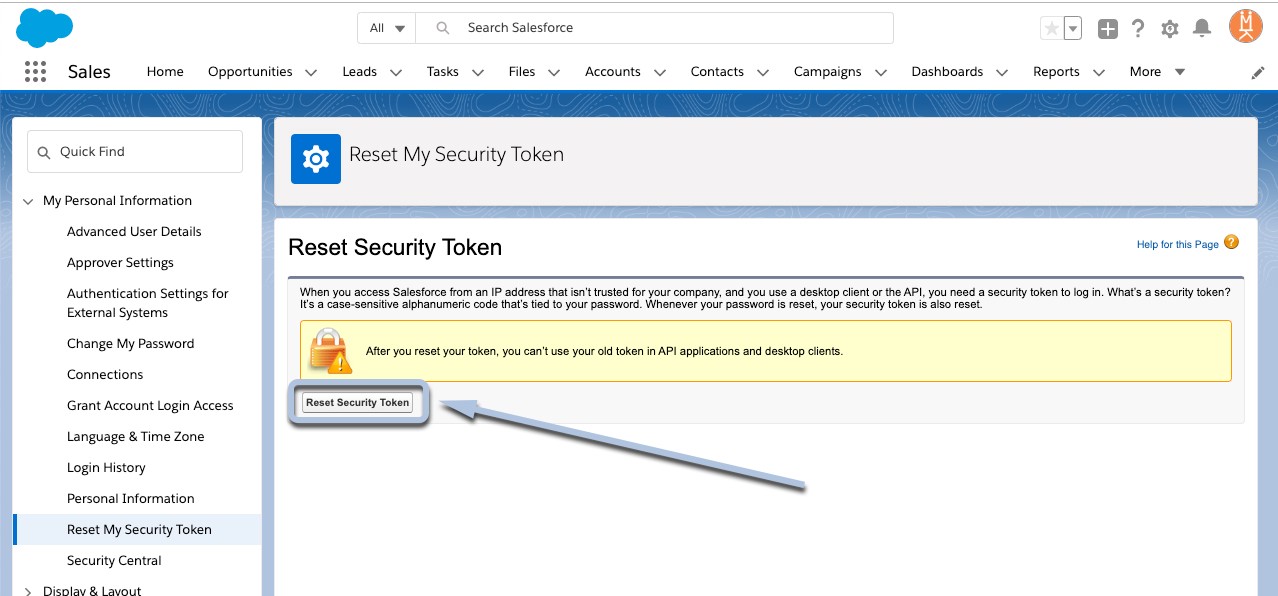 All
Search Salesforce
Sales
Home
Opportunities
Leads
Tasks
Files
Accounts
Contacts
Campaigns
Dashboards
Reports
More
Quick Find
My Personal Information
Advanced User Details
Approver Settings
Authentication Settings for
External Systems
Change My Password
Connections
Grant Account Login Access
Language & Time Zone
Login History
Personal Information
Reset My Security Token
Security Central
Display & Layout
Reset My Security Token
Reset Security Token
Help for this Page
When you access Salesforce from an IP address that isn't trusted for your company, and you use a desktop client or the API, you need a security token to log in. What's a security token?
It's a case-sensitive alphanumeric code that's tied to your password. Whenever your password is reset, your security token is also reset.
After you reset your token, you can't use your old token in API applications and desktop clients.
Reset Security Token